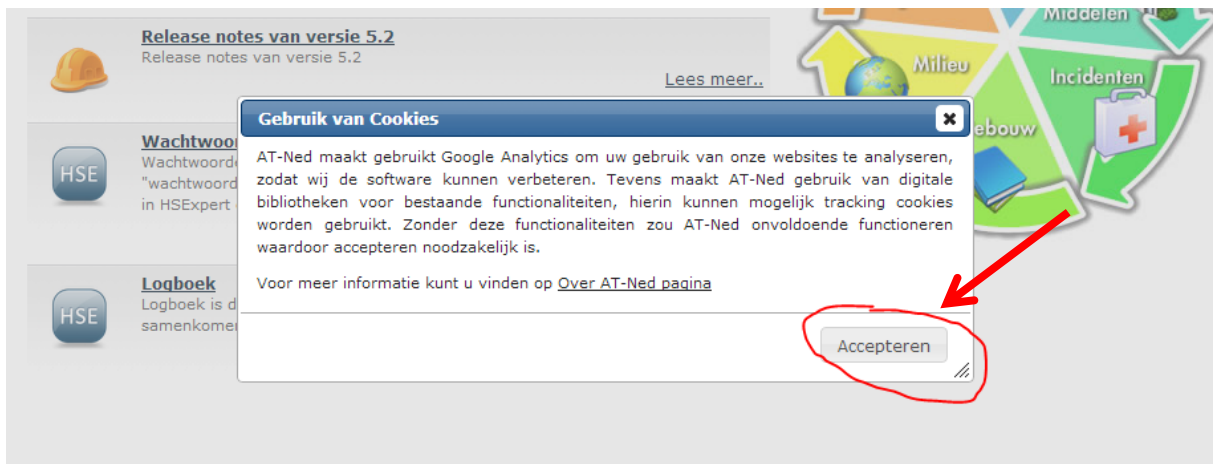 Release notes van versie 5.2
Release notes van versie 5.2
Lees meer..
HSE
Wachtwoord
"wachtwoord
in HSExpert
HSE
Logboek
Logboek is d
samenkome
Middelen
Milieu
Incidenten
ebouw
Gebruik van Cookies
AT-Ned maakt gebruikt Google Analytics om uw gebruik van onze websites te analyseren,
zodat wij de software kunnen verbeteren. Tevens maakt AT-Ned gebruik van digitale
bibliotheken voor bestaande functionaliteiten, hierin kunnen mogelijk tracking cookies
worden gebruikt. Zonder deze functionaliteiten zou AT-Ned onvoldoende functioneren
waardoor accepteren noodzakelijk is.
Voor meer informatie kunt u vinden op Over AT-Ned pagina
Accepteren